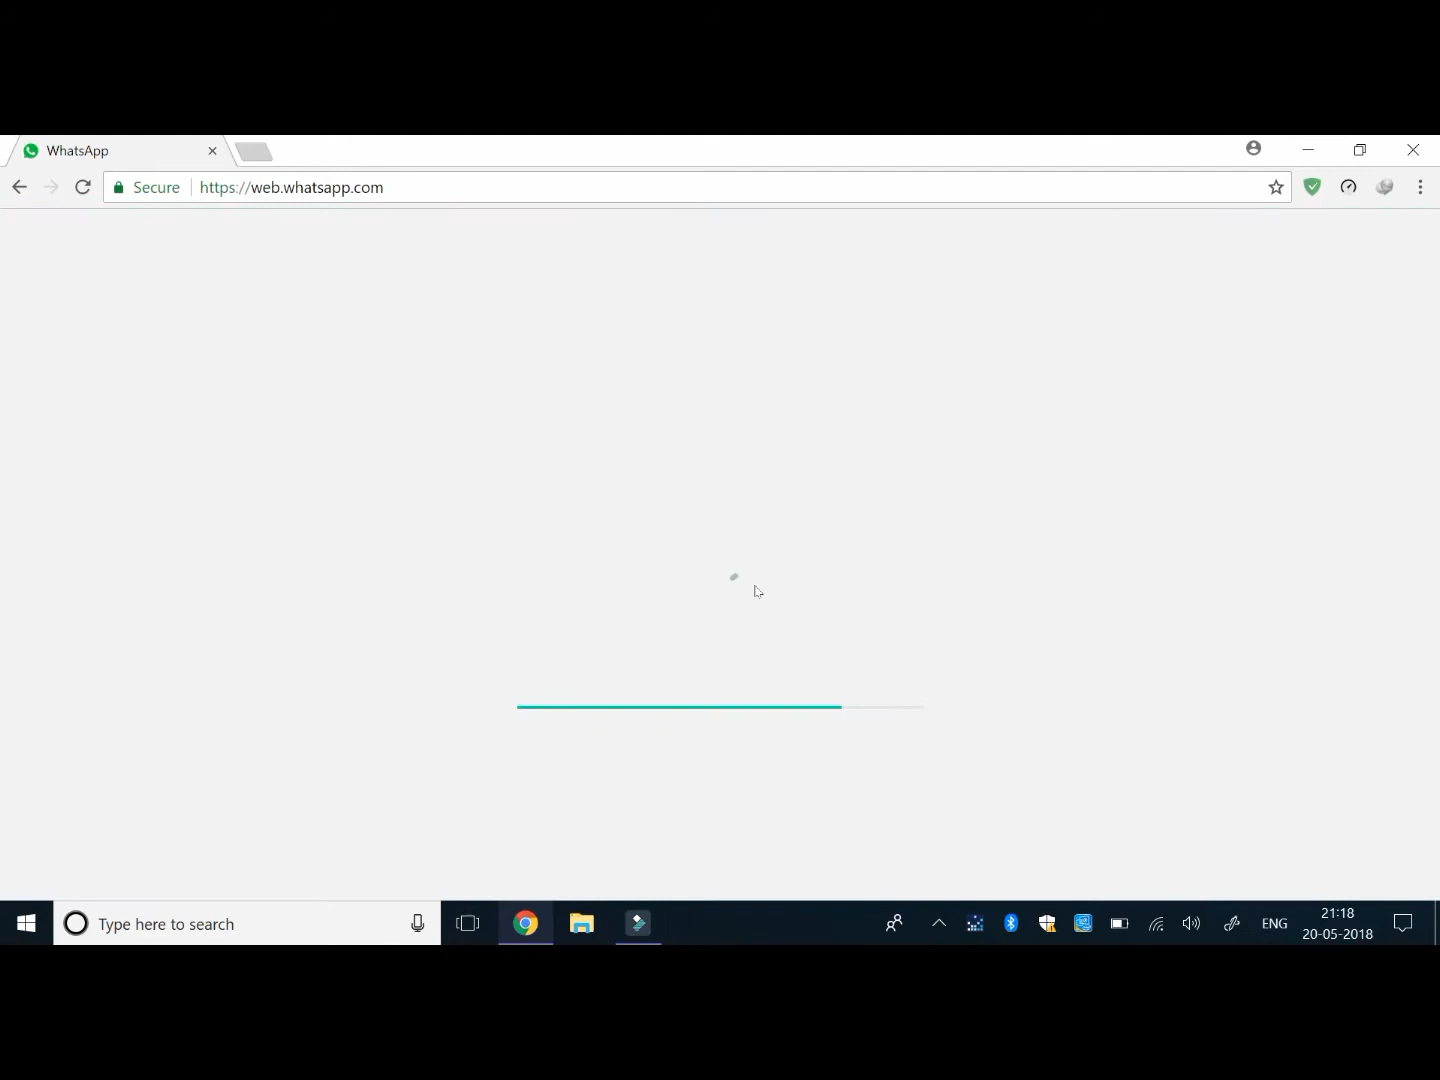 WhatsApp
Secure
https://web.whatsapp.com
Type here to search
ENG
21:18
20-05-2018